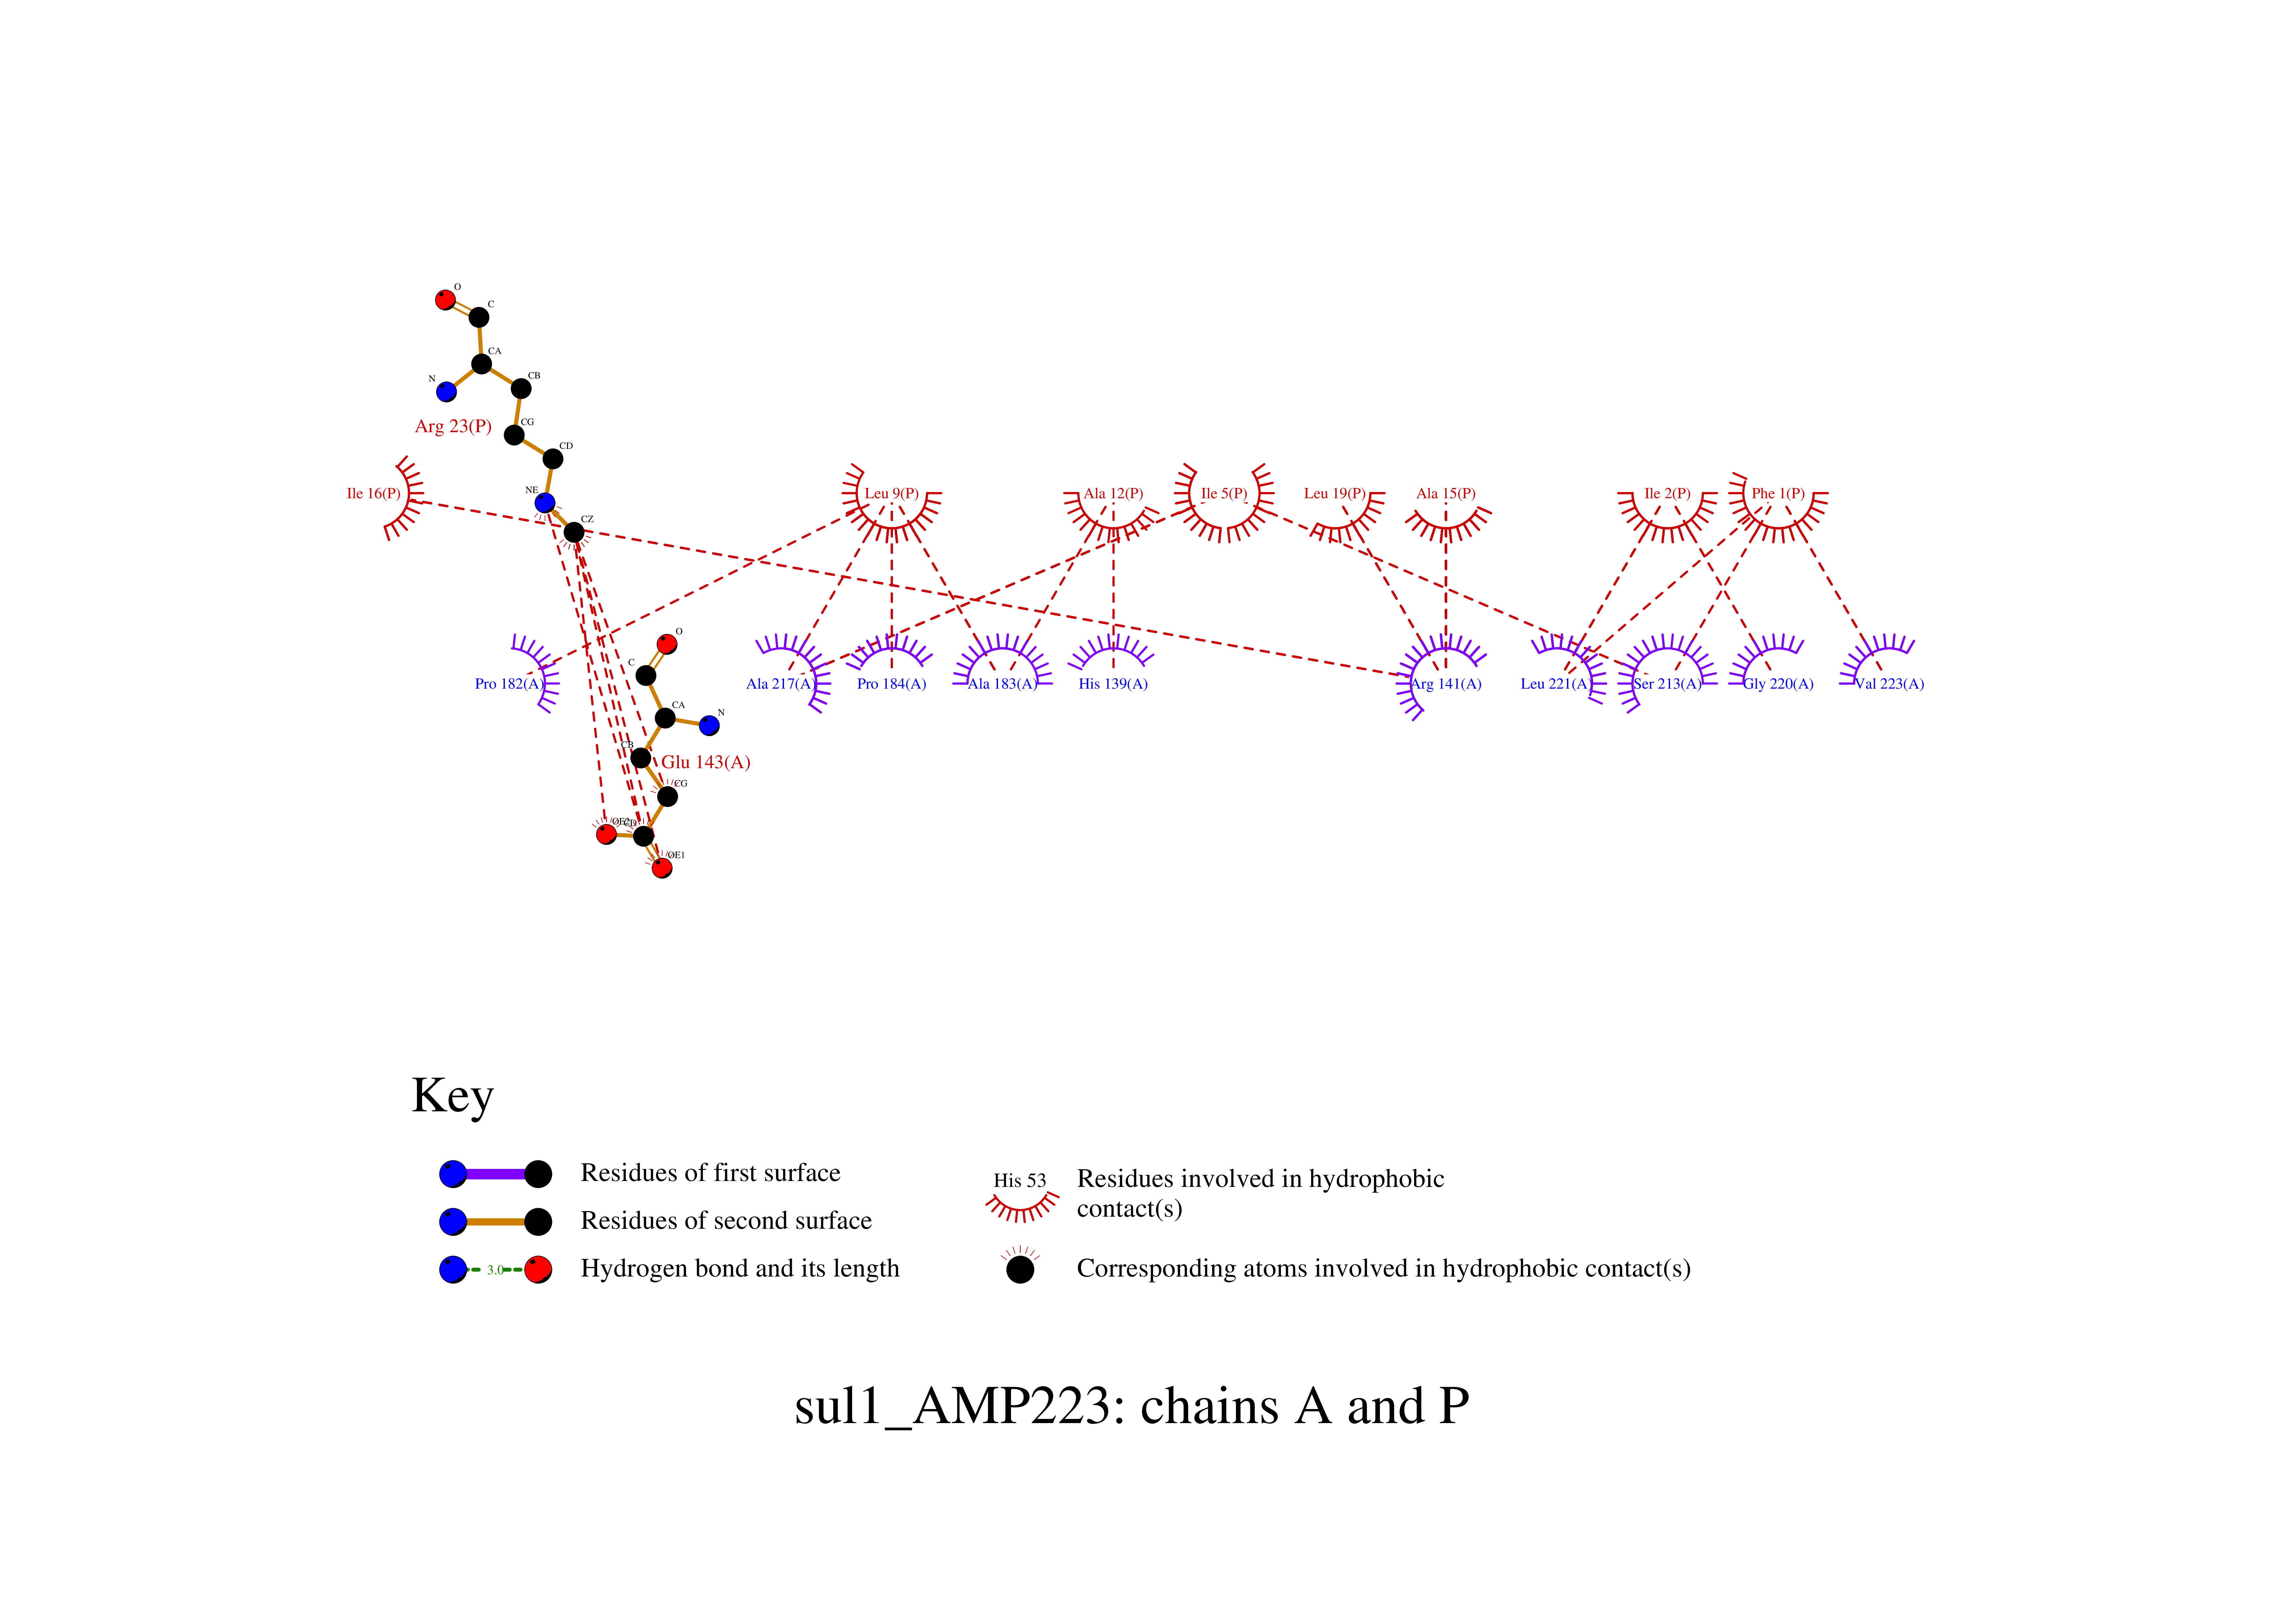 O
C
CA
N
CB
Arg 23(P)
CG
CD
NE
CZ
Ile 16(P)
Leu 9(P)
Ala 12(P)
Ile 5(P)
Leu 19(P)
Ala 15(P)
Ile 2(P)
Phe 1(P)
Pro 182(A)
Ala 217(A)
Pro 184(A)
Ala 183(A)
His 139(A)
Arg 141(A)
Leu 221(A)
Ser 213(A)
Gly 220(A)
Val 223(A)
O
C
CA
N
CB
Glu 143(A)
CG
OE2
CD
OE1
Key
Residues of first surface
Residues of second surface
3.0
Hydrogen bond and its length
His 53
Residues involved in hydrophobic
contact(s)
Corresponding atoms involved in hydrophobic contact(s)
sul1_AMP223: chains A and P